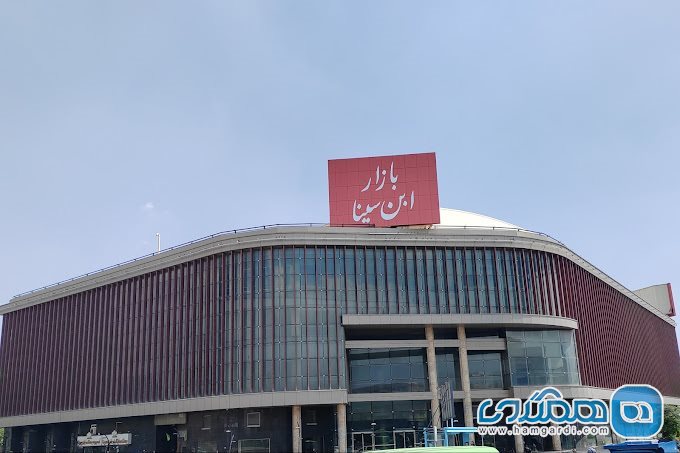 بازار
ابن سینا
همگردی
www.hamgardi.com